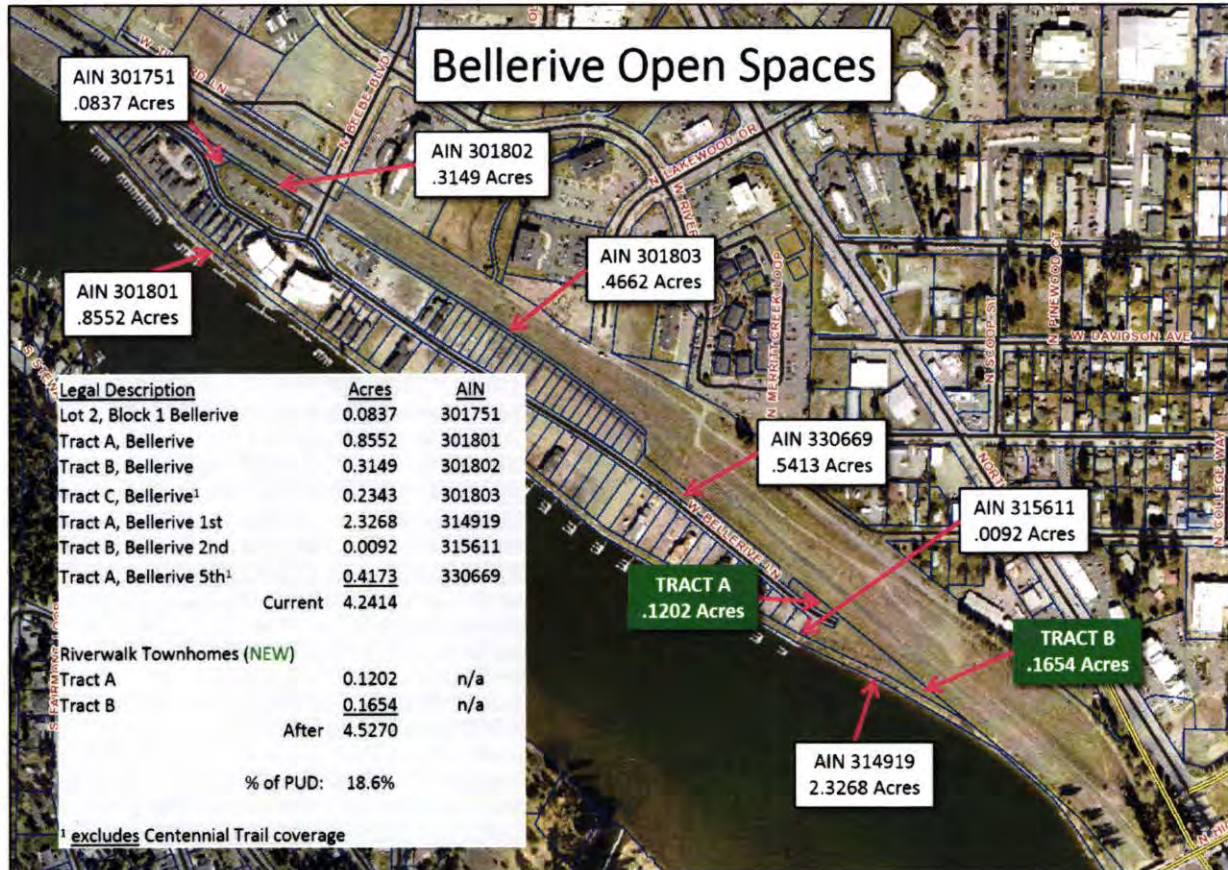 Bellerive Open Spaces
AIN 301751
.0837 Acres
N BEEBE BLVD
AIN 301802
.3149 Acres
N LAKEWOOD DR
W RIVER
AIN 301801
.8552 Acres
AIN 301803
.4662 Acres
N MERRITT CREEK LOOP
N SCOOP ST
N PINEWOOD CT
W DAVIDSON AVE
N COLLEGE WAY
Legal Description Acres AIN
Lot 2, Block 1 Bellerive 0.0837 301751
Tract A, Bellerive 0.8552 301801
Tract B, Bellerive 0.3149 301802
Tract C, Bellerive¹ 0.2343 301803
Tract A, Bellerive 1st 2.3268 314919
Tract B, Bellerive 2nd 0.0092 315611
Tract A, Bellerive 5th¹ 0.4173 330669
Current 4.2414
Riverwalk Townhomes (NEW)
Tract A 0.1202 n/a
Tract B 0.1654 n/a
After 4.5270
% of PUD: 18.6%
¹ excludes Centennial Trail coverage
AIN 330669
.5413 Acres
W BELLERIVE LN
AIN 315611
.0092 Acres
TRACT A
.1202 Acres
TRACT B
.1654 Acres
AIN 314919
2.3268 Acres